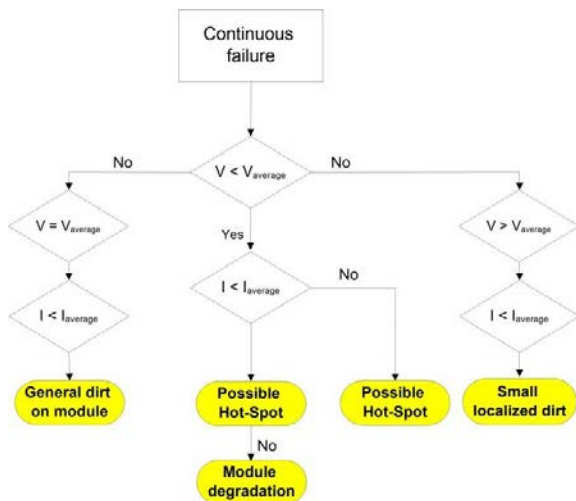 Continuous
failure
No
V < Vaverage
No
V = Vaverage
Yes
V > Vaverage
I < Iaverage
I < Iaverage
No
I < Iaverage
General dirt
on module
Possible
Hot-Spot
Possible
Hot-Spot
Small
localized dirt
No
Module
degradation